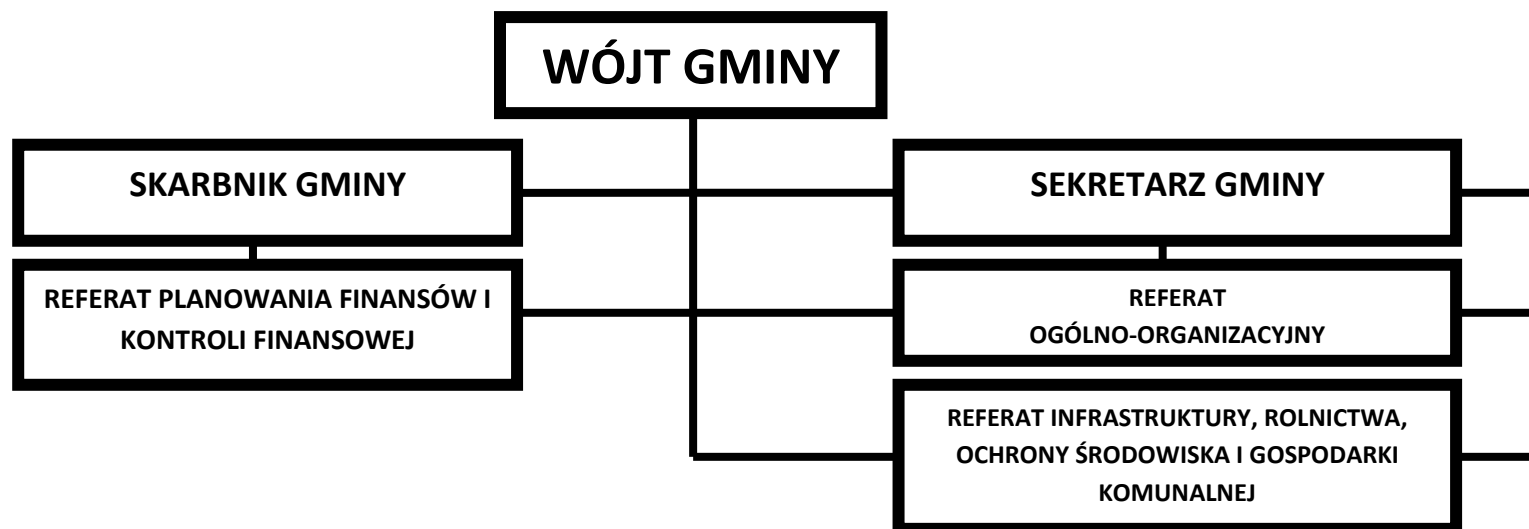 WÓJT GMINY
SKARBNIK GMINY
SEKRETARZ GMINY
REFERAT PLANOWANIA FINANSÓW I
KONTROLI FINANSOWEJ
REFERAT
OGÓLNO-ORGANIZACYJNY
REFERAT INFRASTRUKTURY, ROLNICTWA,
OCHRONY ŚRODOWISKA I GOSPODARKI
KOMUNALNEJ